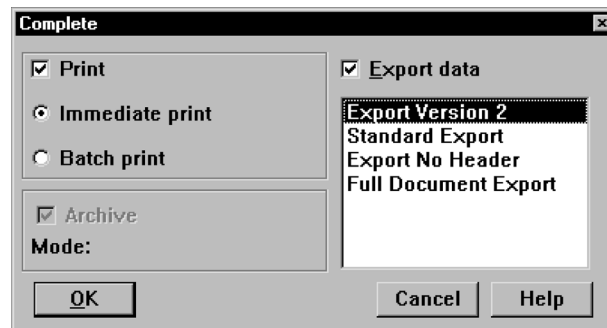 Complete
Print
Immediate print
Batch print
Archive
Mode:
Export data
Export Version 2
Standard Export
Export No Header
Full Document Export
OK
Cancel
Help